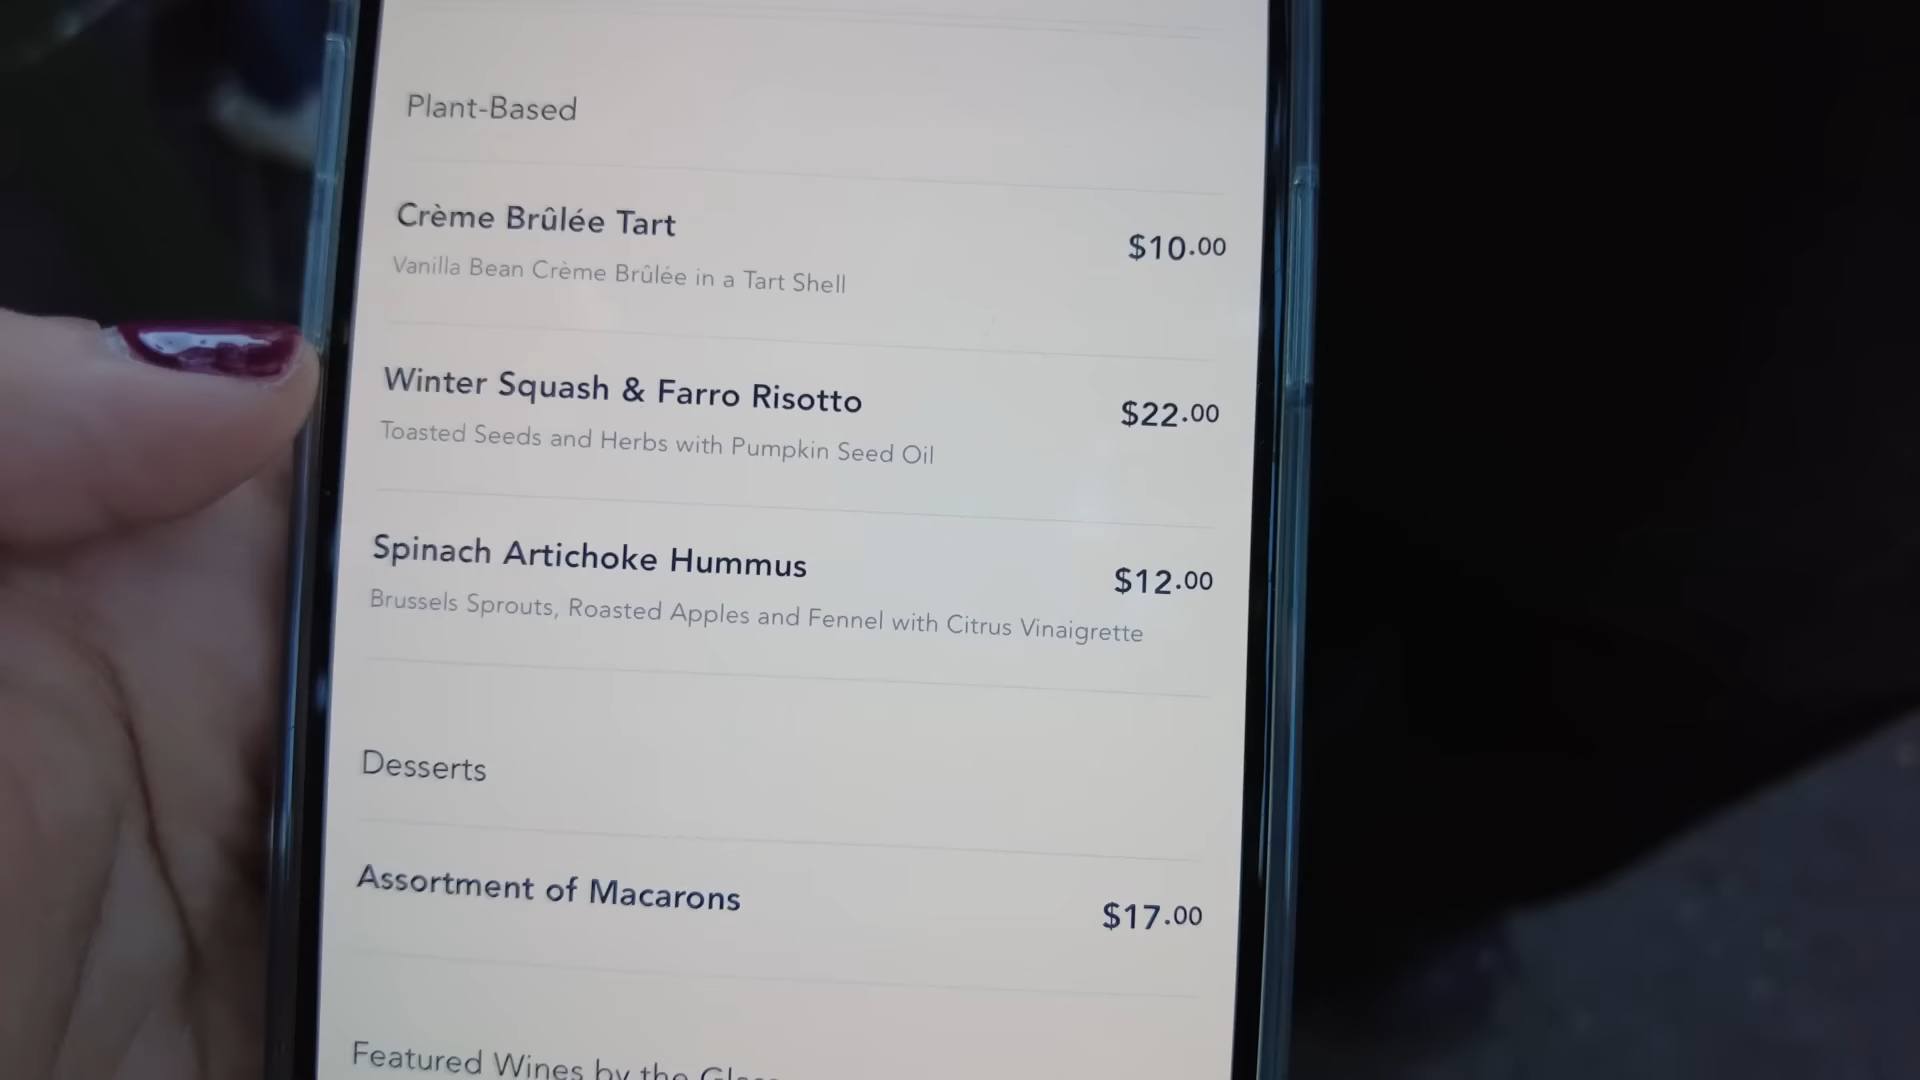 Plant-Based
Crème Brûlée Tart
$10.00
Vanilla Bean Crème Brûlée in a Tart Shell
Winter Squash & Farro Risotto
$22.00
Toasted Seeds and Herbs with Pumpkin Seed Oil
Spinach Artichoke Hummus
$12.00
Brussels Sprouts, Roasted Apples and Fennel with Citrus Vinaigrette
Desserts
Assortment of Macarons
$17.00
Featured Wines by the